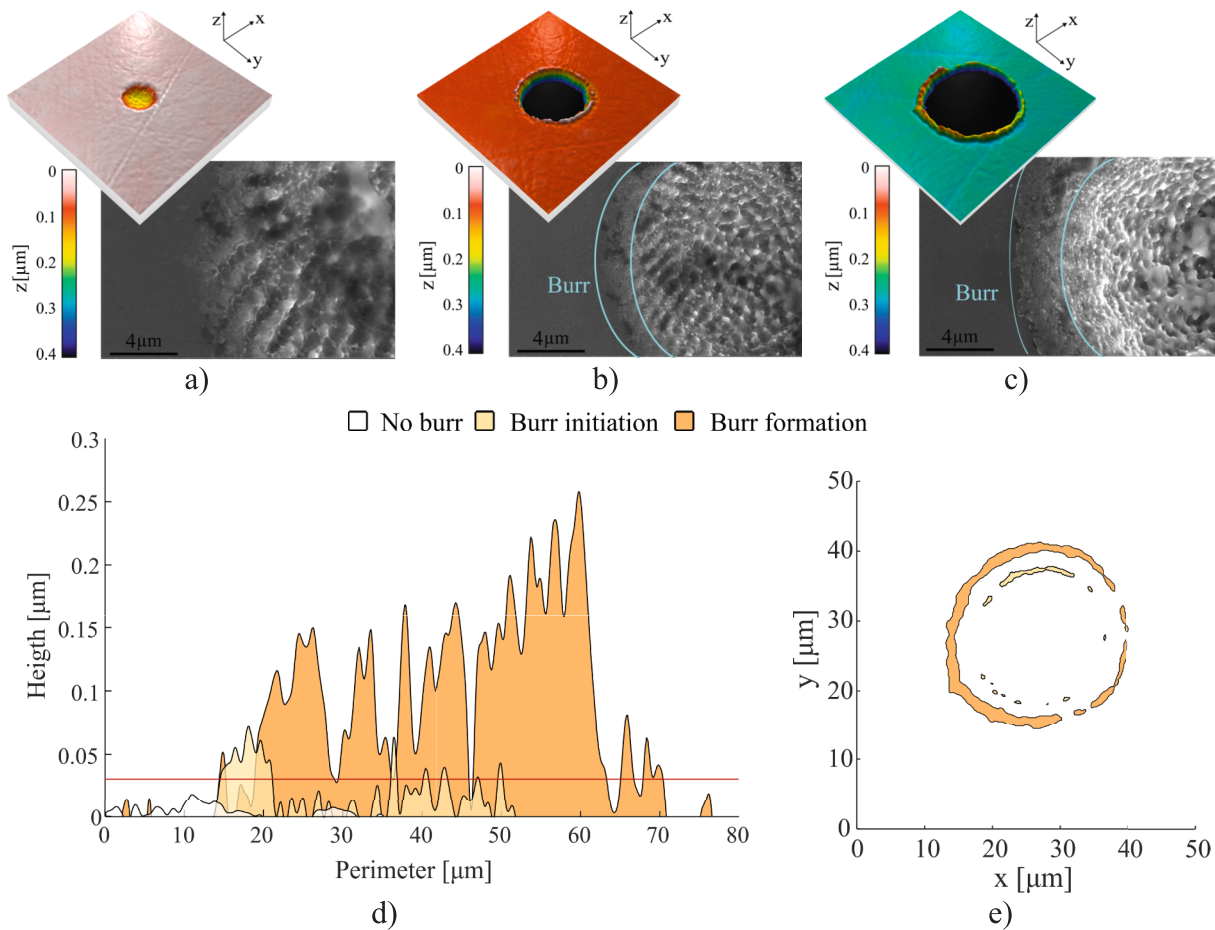 z x y
z x y
z x y
0
0.1
0.2
0.3
0.4
z [µm]
4µm
0
0.1
0.2
0.3
0.4
z [µm]
Burr
4µm
0
0.1
0.2
0.3
0.4
z [µm]
Burr
4µm
a)
b)
c)
No burr Burr initiation Burr formation
0.3
0.25
0.2
0.15
0.1
0.05
0
Heigth [µm]
0 10 20 30 40 50 60 70 80
Perimeter [µm]
d)
50
40
30
20
10
0
y [µm]
0 10 20 30 40 50
x [µm]
e)